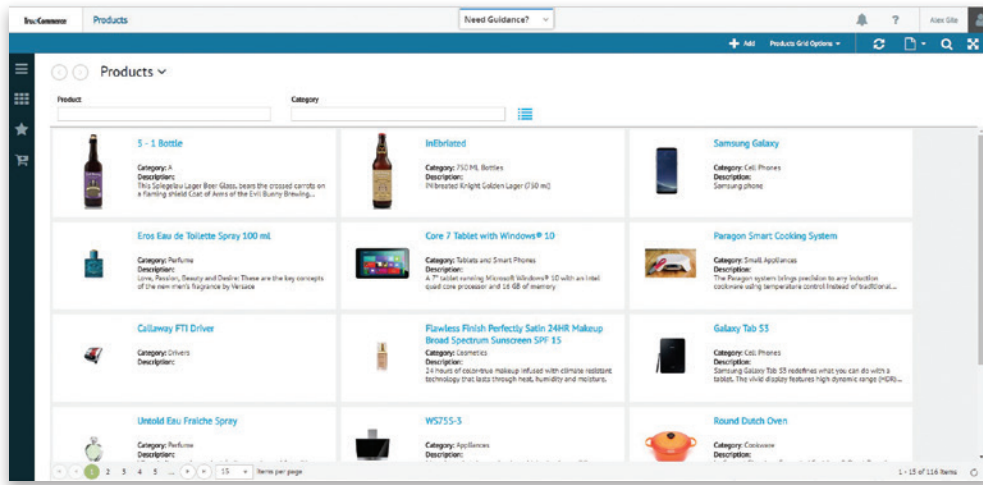 TrueCommerce Products Need Guidance? ? Alex Gile
Add Products Grid Options
Products
Product Category
5 - 1 Bottle
Category: A
Description:
This Spiegelau Lager Beer Glass, bears the crossed carrots on
a flaming shield Coat of Arms of the Evil Bunny Brewing...
InEbriated
Category: 750 ML Bottles
Description:
INibreated Knight Golden Lager (750 ml)
Samsung Galaxy
Category: Cell Phones
Description:
Samsung phone
Eros Eau de Toilette Spray 100 ml
Category: Perfume
Description:
Love, Passion, Beauty and Desire; These are the key concepts
of the new men's fragrance by Versace
Core 7 Tablet with Windows® 10
Category: Tablets and Smart Phones
Description:
A 7" tablet running Microsoft Windows® 10 with an Intel
quad core processor and 16 GB of memory
Paragon Smart Cooking System
Category: Small Appliances
Description:
The Paragon system brings precision to any induction
cookware using temperature control instead of traditional...
Callaway FTI Driver
Category: Drivers
Description:
Flawless Finish Perfectly Satin 24HR Makeup
Broad Spectrum Sunscreen SPF 15
Category: Cosmetics
Description:
24 hours of color-true makeup infused with climate resistant
technology that lasts through heat, humidity and moisture.
Galaxy Tab S3
Category: Cell Phones
Description:
Samsung Galaxy Tab S3 redefines what you can do with a
tablet. The vivid display features high dynamic range (HDR)...
Untold Eau Fraiche Spray
Category: Perfume
Description:
WS755-3
Category: Appliances
Description:
Round Dutch Oven
Category: Cookware
Description:
1 2 3 4 5 ... 15 Items per page 1 - 15 of 116 Items